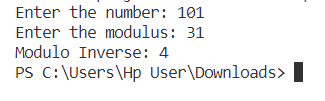 Enter the number: 101
Enter the modulus: 31
Modulo Inverse: 4
PS C:\Users\Hp User\Downloads>